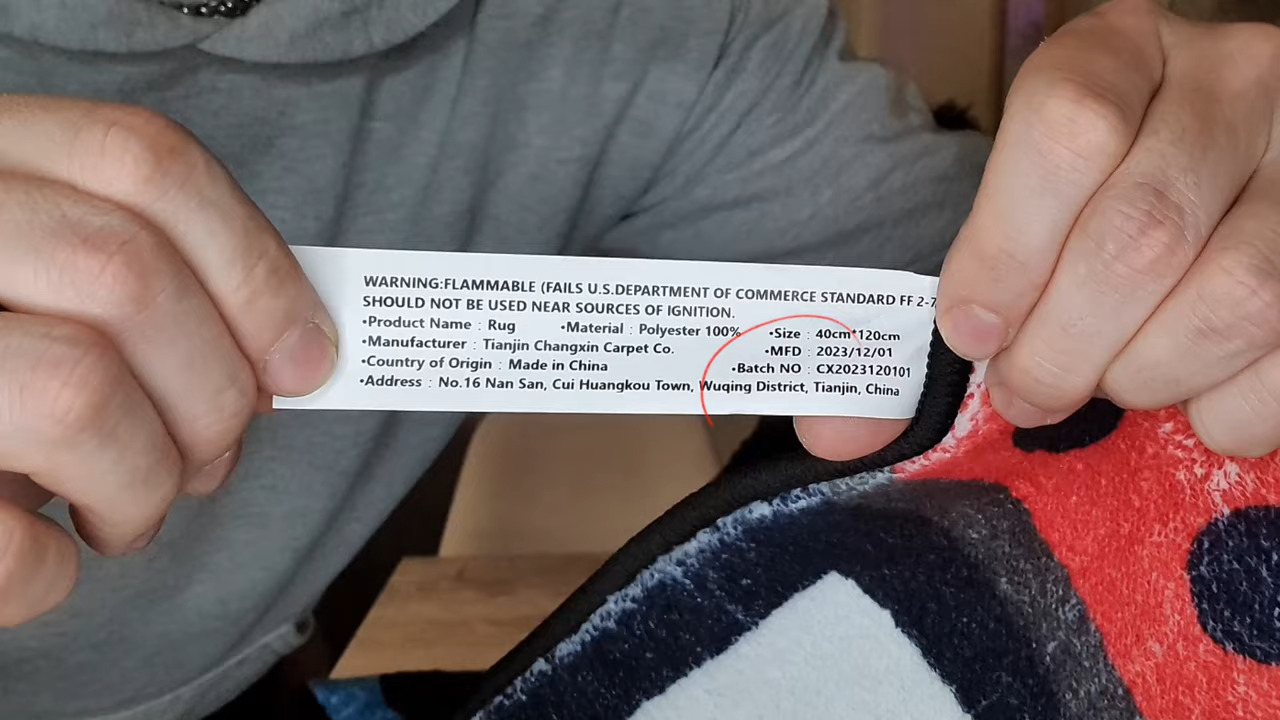 WARNING:FLAMMABLE (FAILS U.S.DEPARTMENT OF COMMERCE STANDARD FF 2-7
SHOULD NOT BE USED NEAR SOURCES OF IGNITION.
•Product Name : Rug •Material : Polyester 100% •Size : 40cm*120cm
•Manufacturer : Tianjin Changxin Carpet Co. •MFD : 2023/12/01
•Country of Origin : Made in China •Batch NO : CX2023120101
•Address : No.16 Nan San, Cui Huangkou Town, Wuqing District, Tianjin, China